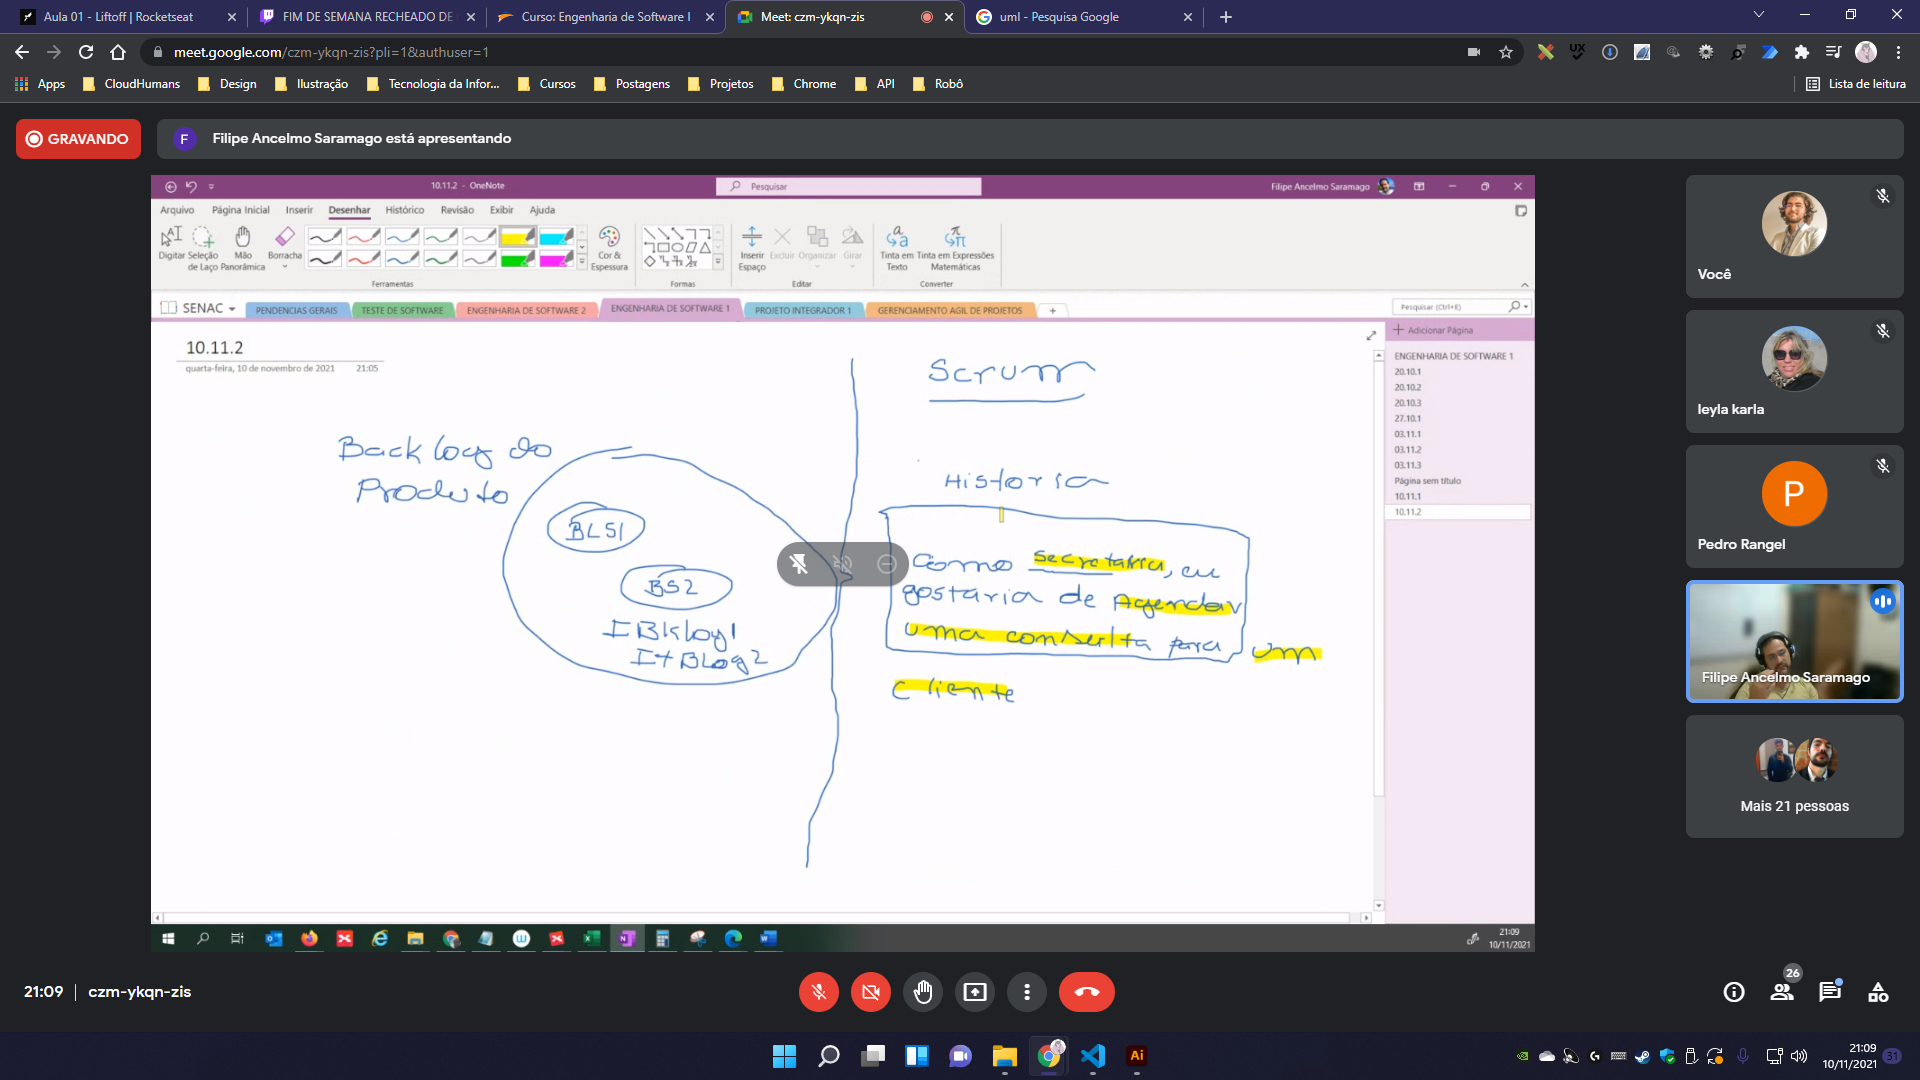 Aula 01 - Liftoff | Rocketseat
FIM DE SEMANA RECHEADO DE
Curso: Engenharia de Software I
Meet: czm-ykqn-zis
uml - Pesquisa Google
meet.google.com/czm-ykqn-zis?pli=1&authuser=1
Apps
CloudHumans
Design
Ilustração
Tecnologia da Infor...
Cursos
Postagens
Projetos
Chrome
API
Robô
Lista de leitura
GRAVANDO
F
Filipe Ancelmo Saramago está apresentando
10.11.2 - OneNote
Pesquisar
Filipe Ancelmo Saramago
Arquivo
Página Inicial
Inserir
Desenhar
Histórico
Revisão
Exibir
Ajuda
Digitar
Seleção de Laço
Mão Panorâmica
Borracha
Cor & Espessura
Inserir Espaço
Excluir
Organizar
Girar
Tinta em Texto
Tinta em Expressões Matemáticas
Ferramentas
Formas
Editar
Converter
SENAC
PENDENCIAS GERAIS
TESTE DE SOFTWARE
ENGENHARIA DE SOFTWARE 2
ENGENHARIA DE SOFTWARE 1
PROJETO INTEGRADOR 1
GERENCIAMENTO AGIL DE PROJETOS
Pesquisar (Ctrl+E)
Adicionar Página
ENGENHARIA DE SOFTWARE 1
20.10.1
20.10.2
20.10.3
27.10.1
03.11.1
03.11.2
03.11.3
Página sem título
10.11.1
10.11.2
10.11.2
quarta-feira, 10 de novembro de 2021 21:05
Backlog do
Produto
BLS1
BS2
IBKlog1
ItBLog2
Scrum
Historia
Como secretária, eu
gostaria de Agendar
uma consulta para um
cliente
21:09
10/11/2021
Você
leyla karla
P
Pedro Rangel
Filipe Ancelmo Saramago
Mais 21 pessoas
21:09 | czm-ykqn-zis
26
Ai
21:09
10/11/2021
31